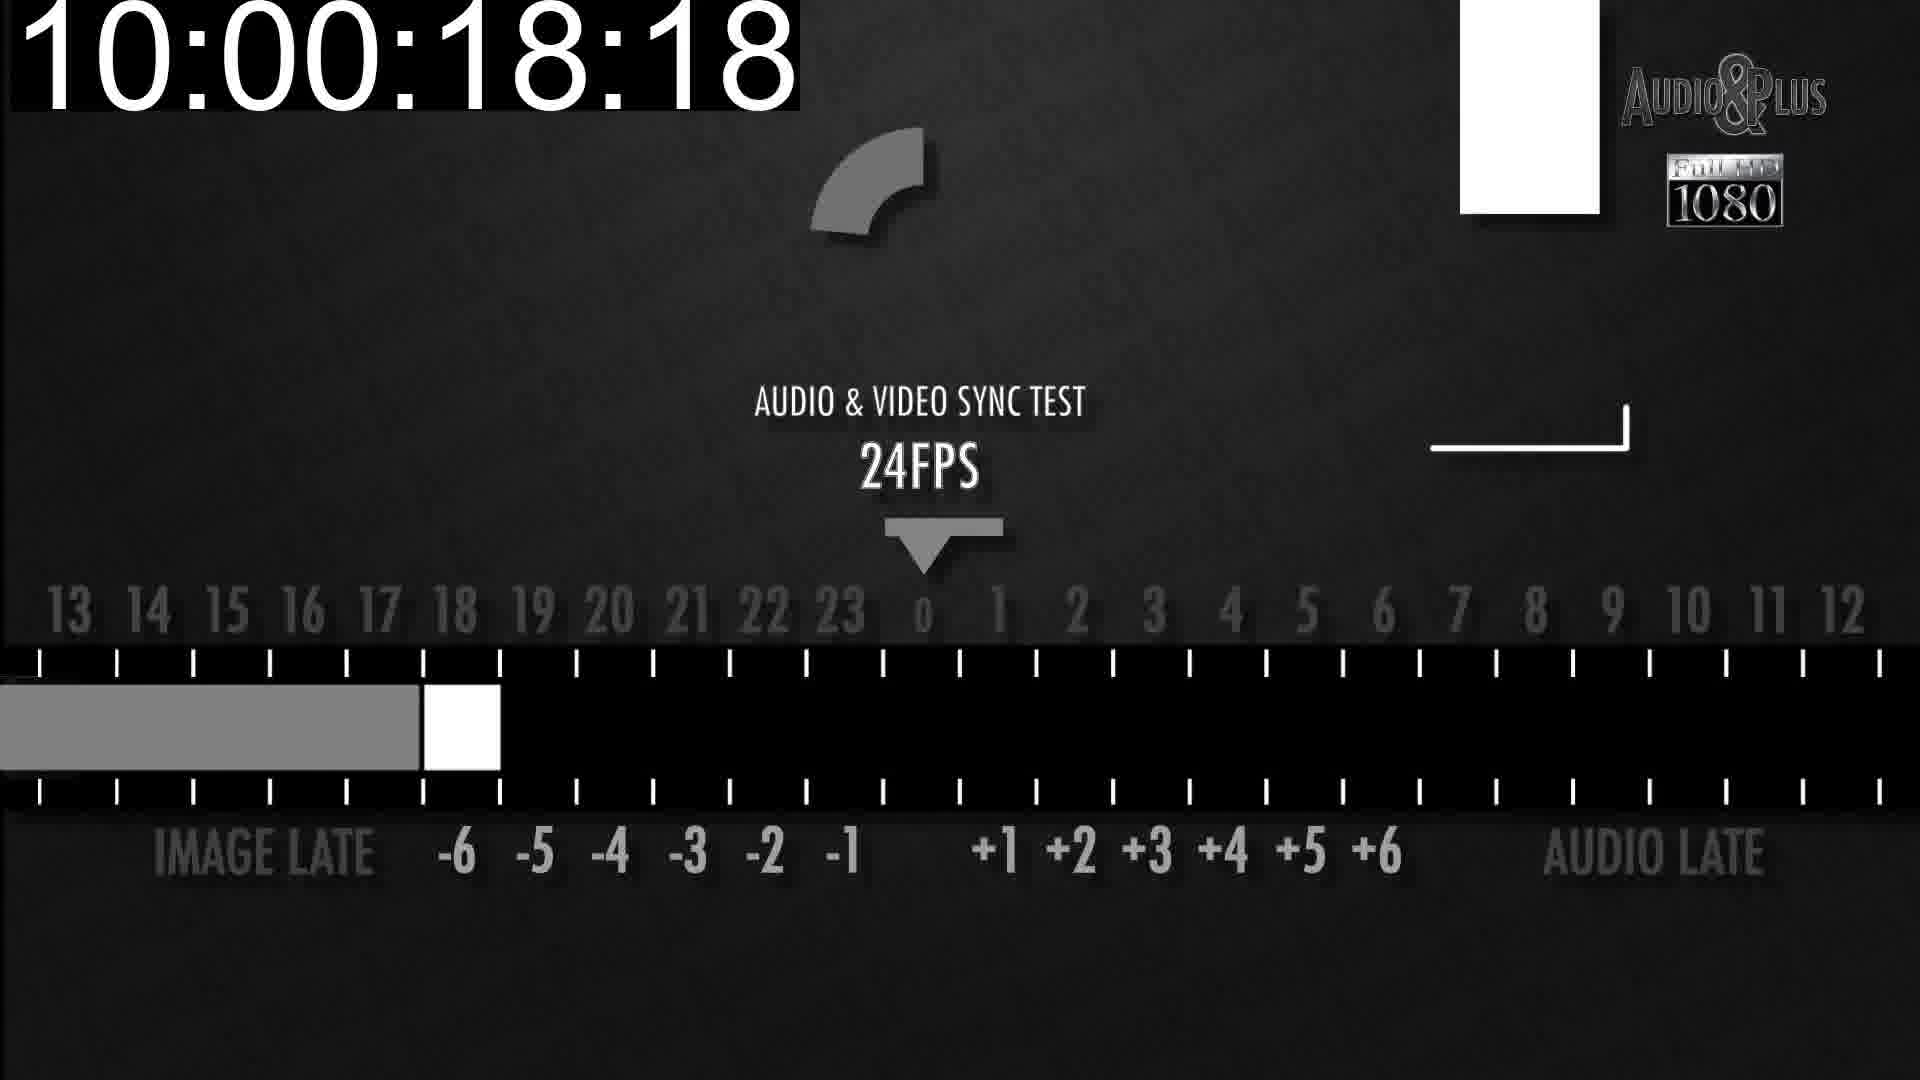 10:00:18:18
AUDIO & PLUS
Full HD
1080
AUDIO & VIDEO SYNC TEST
24FPS
13 14 15 16 17 18 19 20 21 22 23 0 1 2 3 4 5 6 7 8 9 10 11 12
IMAGE LATE -6 -5 -4 -3 -2 -1 +1 +2 +3 +4 +5 +6 AUDIO LATE